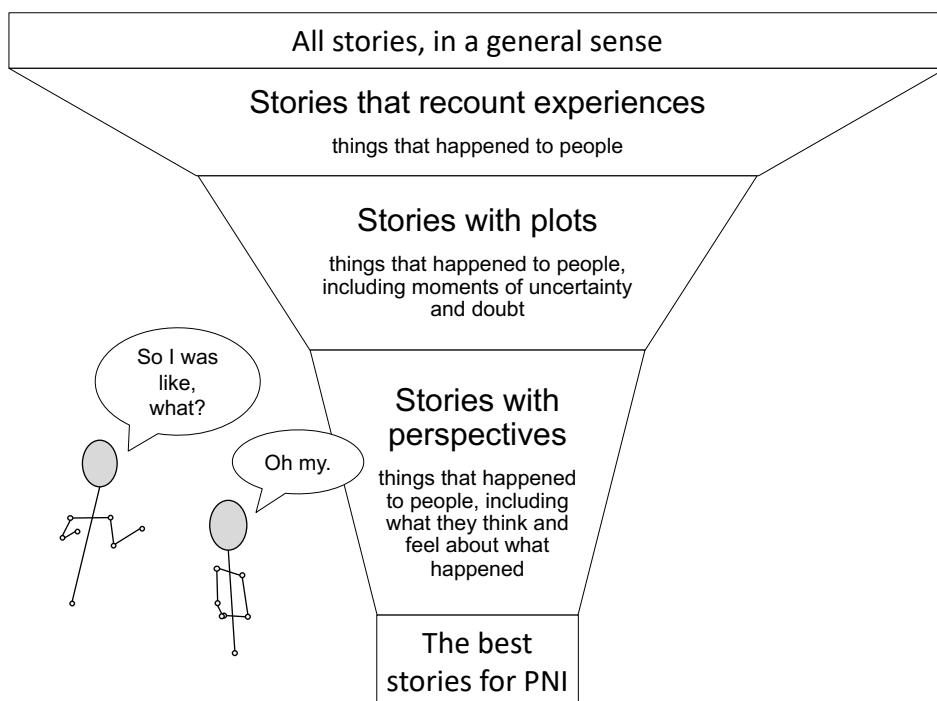 All stories, in a general sense
Stories that recount experiences
things that happened to people
Stories with plots
things that happened to people,
including moments of uncertainty
and doubt
So I was
like,
what?
Oh my.
Stories with
perspectives
things that happened
to people, including
what they think and
feel about what
happened
The best
stories for PNI